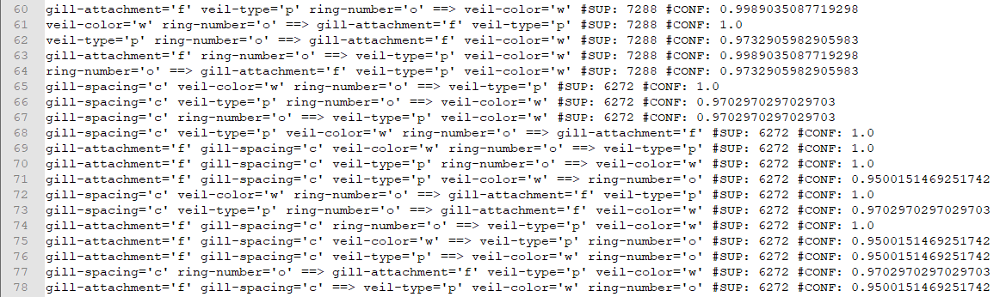 60 gill-attachment='f' veil-type='p' ring-number='o' ==> veil-color='w' #SUP: 7288 #CONF: 0.9989035087719298
61 veil-color='w' ring-number='o' ==> gill-attachment='f' veil-type='p' #SUP: 7288 #CONF: 1.0
62 veil-type='p' ring-number='o' ==> gill-attachment='f' veil-color='w' #SUP: 7288 #CONF: 0.9732905982905983
63 gill-attachment='f' ring-number='o' ==> veil-type='p' veil-color='w' #SUP: 7288 #CONF: 0.9989035087719298
64 ring-number='o' ==> gill-attachment='f' veil-type='p' veil-color='w' #SUP: 7288 #CONF: 0.9732905982905983
65 gill-spacing='c' veil-color='w' ring-number='o' ==> veil-type='p' #SUP: 6272 #CONF: 1.0
66 gill-spacing='c' veil-type='p' ring-number='o' ==> veil-color='w' #SUP: 6272 #CONF: 0.9702970297029703
67 gill-spacing='c' ring-number='o' ==> veil-type='p' veil-color='w' #SUP: 6272 #CONF: 0.9702970297029703
68 gill-spacing='c' veil-type='p' veil-color='w' ring-number='o' ==> gill-attachment='f' #SUP: 6272 #CONF: 1.0
69 gill-attachment='f' gill-spacing='c' veil-color='w' ring-number='o' ==> veil-type='p' #SUP: 6272 #CONF: 1.0
70 gill-attachment='f' gill-spacing='c' veil-type='p' ring-number='o' ==> veil-color='w' #SUP: 6272 #CONF: 1.0
71 gill-attachment='f' gill-spacing='c' veil-type='p' veil-color='w' ==> ring-number='o' #SUP: 6272 #CONF: 0.9500151469251742
72 gill-spacing='c' veil-color='w' ring-number='o' ==> gill-attachment='f' veil-type='p' #SUP: 6272 #CONF: 1.0
73 gill-spacing='c' veil-type='p' ring-number='o' ==> gill-attachment='f' veil-color='w' #SUP: 6272 #CONF: 0.9702970297029703
74 gill-attachment='f' gill-spacing='c' ring-number='o' ==> veil-type='p' veil-color='w' #SUP: 6272 #CONF: 1.0
75 gill-attachment='f' gill-spacing='c' veil-color='w' ==> veil-type='p' ring-number='o' #SUP: 6272 #CONF: 0.9500151469251742
76 gill-attachment='f' gill-spacing='c' veil-type='p' ==> veil-color='w' ring-number='o' #SUP: 6272 #CONF: 0.9500151469251742
77 gill-spacing='c' ring-number='o' ==> gill-attachment='f' veil-type='p' veil-color='w' #SUP: 6272 #CONF: 0.9702970297029703
78 gill-attachment='f' gill-spacing='c' ==> veil-type='p' veil-color='w' ring-number='o' #SUP: 6272 #CONF: 0.9500151469251742